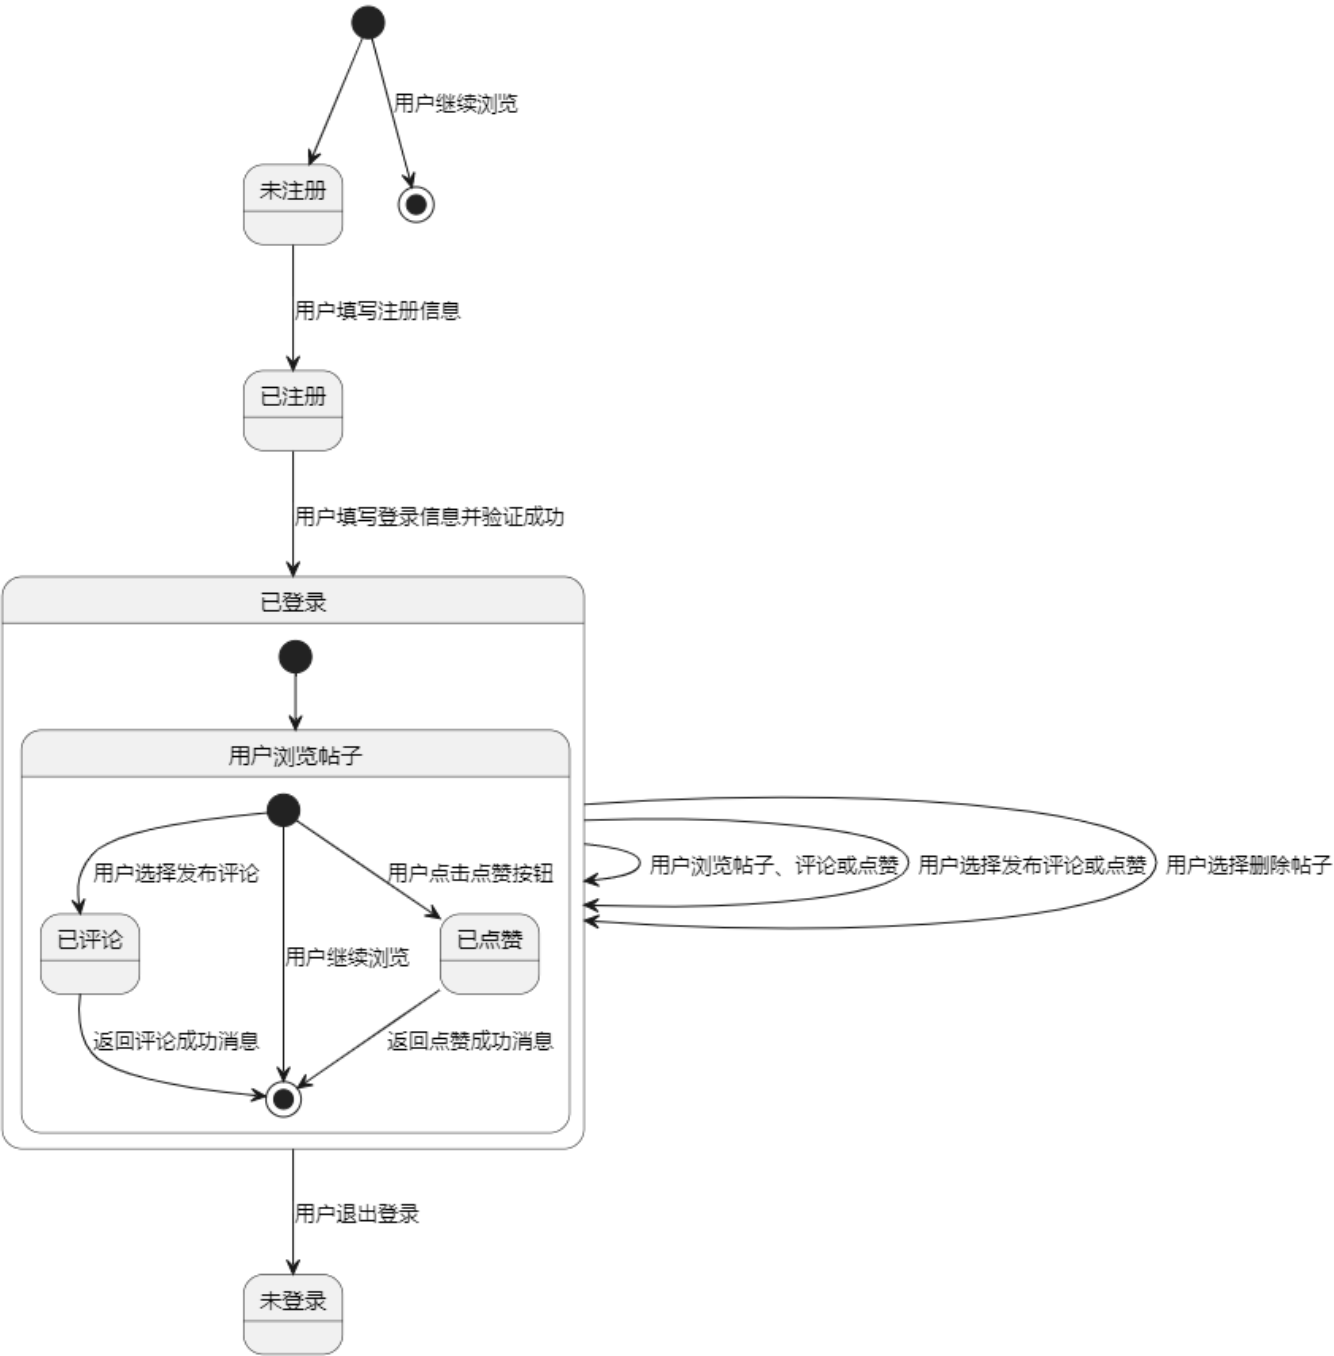 用户继续浏览
未注册
用户填写注册信息
已注册
用户填写登录信息并验证成功
已登录
用户浏览帖子
用户选择发布评论
用户点击点赞按钮
用户浏览帖子、评论或点赞
用户选择发布评论或点赞
用户选择删除帖子
已评论
用户继续浏览
已点赞
返回评论成功消息
返回点赞成功消息
用户退出登录
未登录